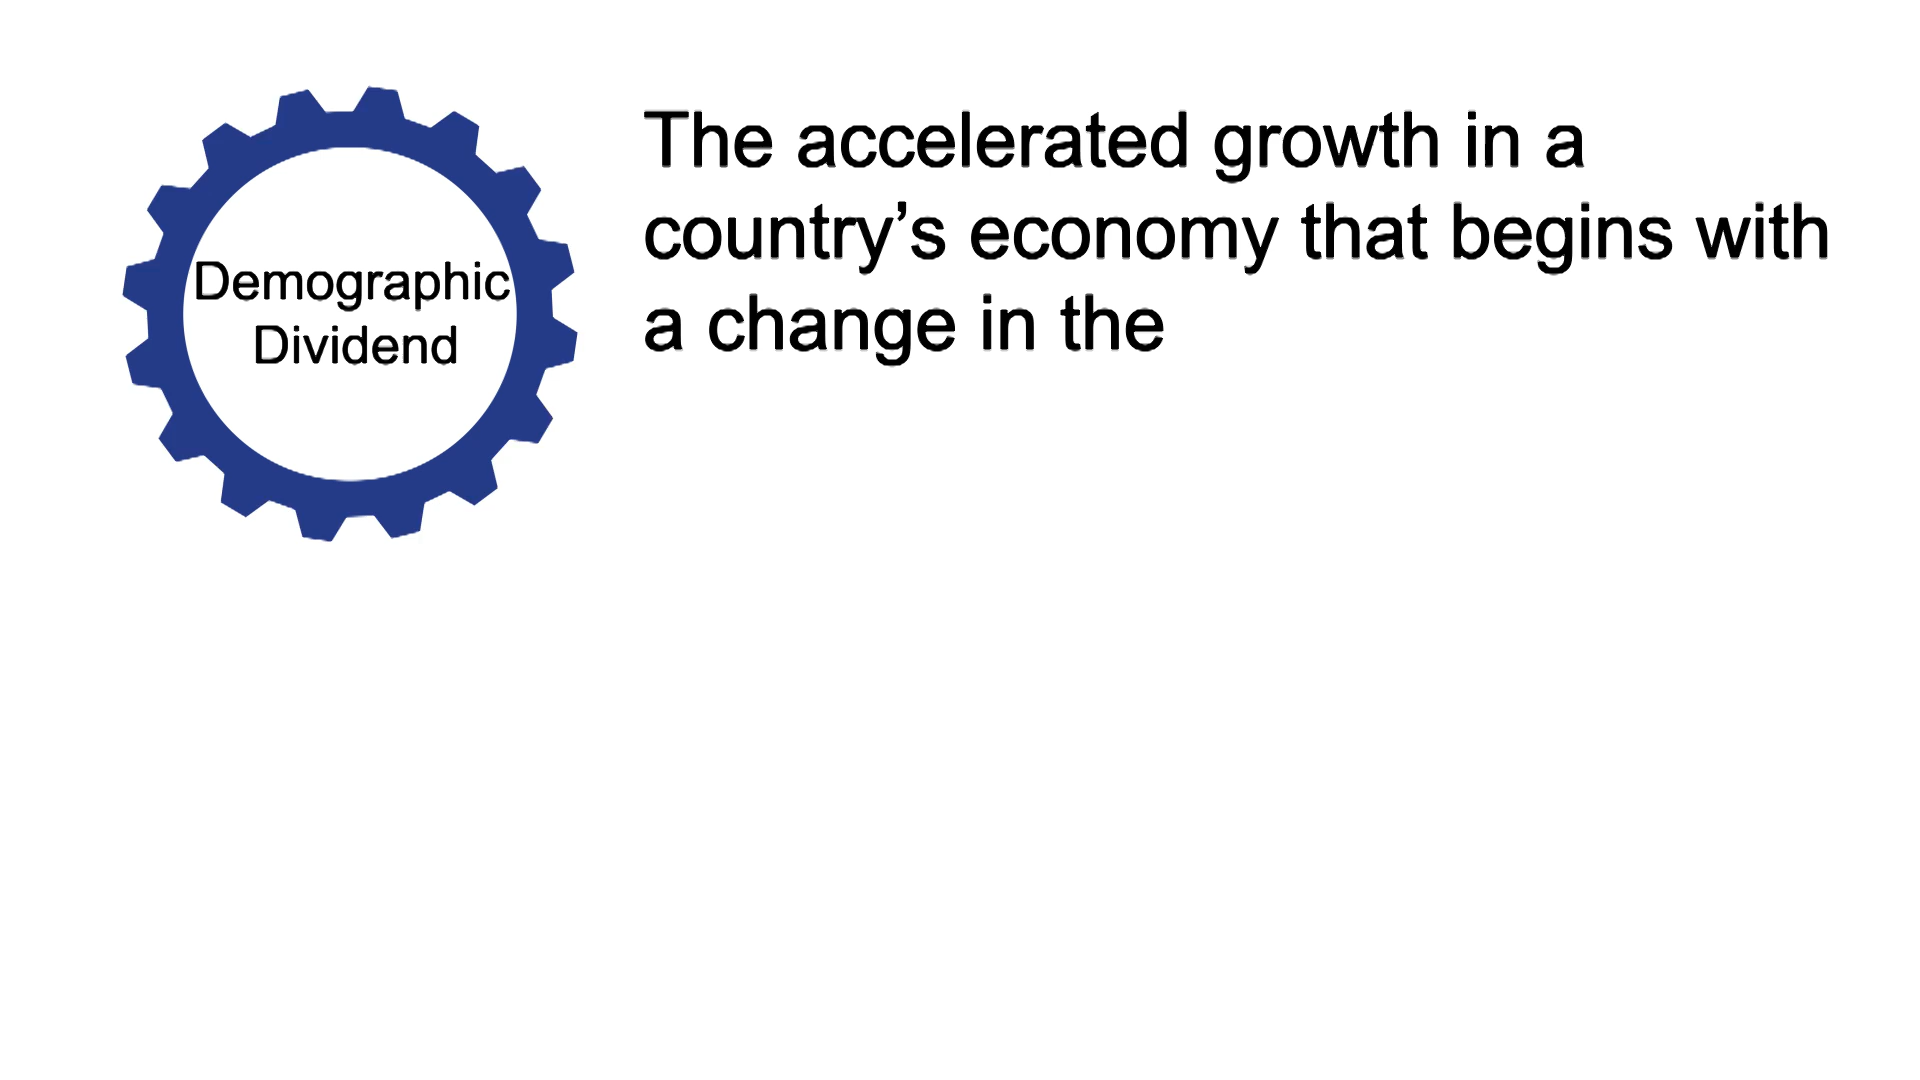 Demographic
Dividend
The accelerated growth in a
country’s economy that begins with
a change in the